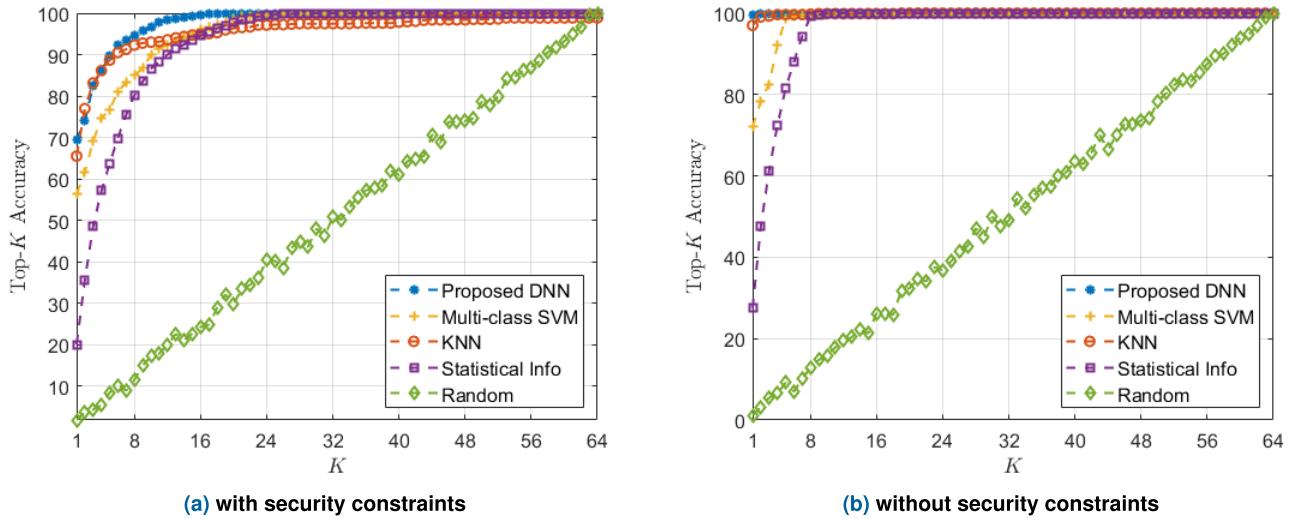 100
90
80
70
60
50
40
30
20
10
Top-K Accuracy
Proposed DNN
Multi-class SVM
KNN
Statistical Info
Random
1 8 16 24 32 40 48 56 64
K
(a) with security constraints
100
80
60
40
20
0
Top-K Accuracy
Proposed DNN
Multi-class SVM
KNN
Statistical Info
Random
1 8 16 24 32 40 48 56 64
K
(b) without security constraints